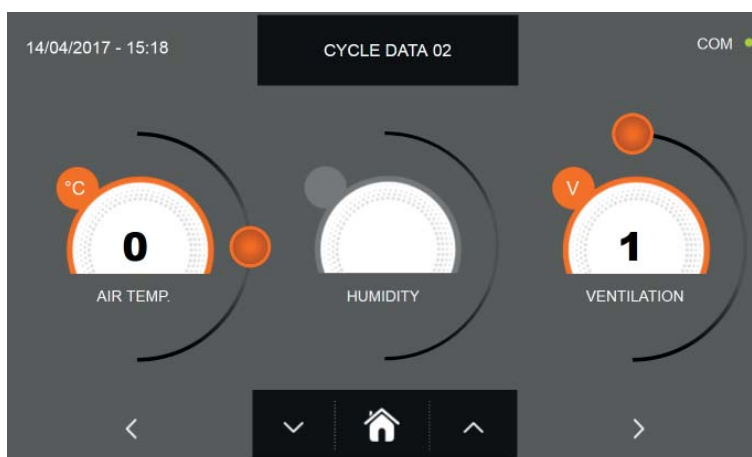 14/04/2017 - 15:18
CYCLE DATA 02
COM
°C
0
AIR TEMP.
HUMIDITY
V
1
VENTILATION